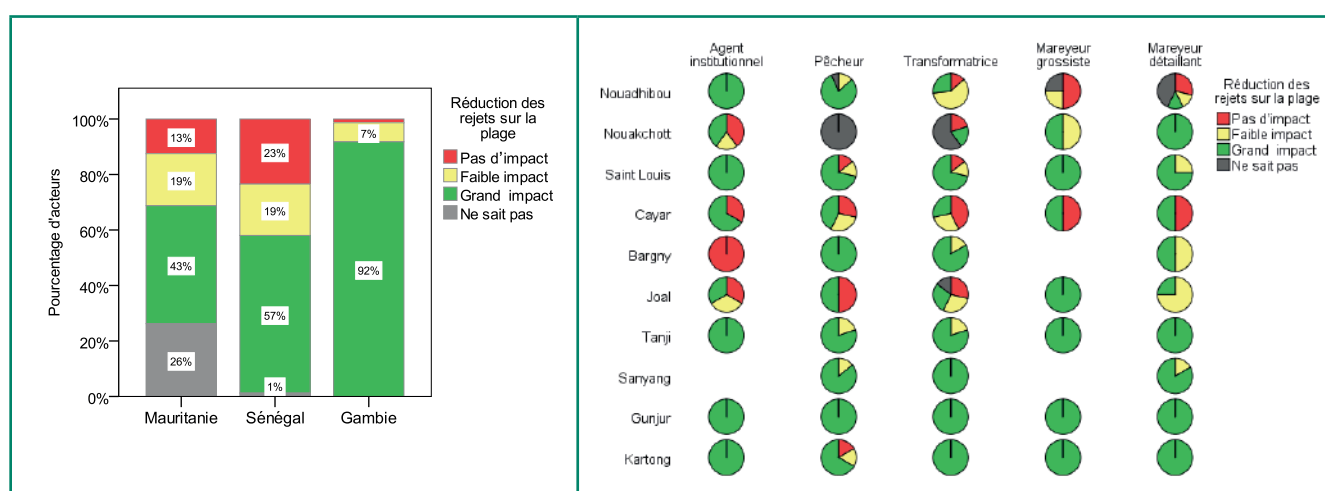 Réduction des
rejets sur la
plage
Pas d'impact
Faible impact
Grand impact
Ne sait pas
Pourcentage d'acteurs
100%
80%
60%
40%
20%
0%
13%
19%
43%
26%
23%
19%
57%
1%
7%
92%
Mauritanie
Sénégal
Gambie
Agent
institutionnel
Pêcheur
Transformatrice
Mareyeur
grossiste
Mareyeur
détaillant
Nouadhibou
Nouakchott
Saint Louis
Cayar
Bargny
Joal
Tanji
Sanyang
Gunjur
Kartong
Réduction des
rejets sur la plage
Pas d'impact
Faible impact
Grand impact
Ne sait pas